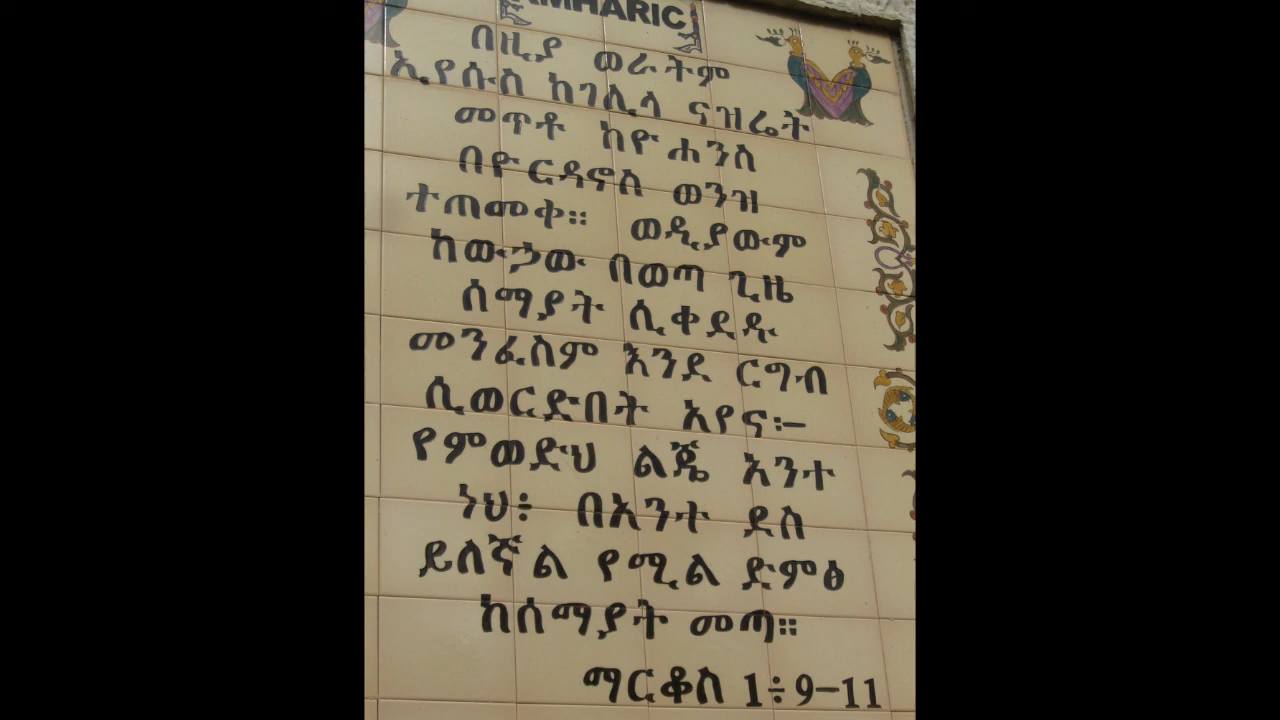 AMHARIC
በዚያ ወራትም
ኢየሱስ ከገሊላ ናዝሬት
መጥቶ ከዮሐንስ
በዮርዳኖስ ወንዝ
ተጠመቀ። ወዲያውም
ከውኃው በወጣ ጊዜ
ሰማያት ሲቀደዱ
መንፈስም እንደ ርግብ
ሲወርድበት አየና፡—
የምወድህ ልጄ አንተ
ነህ፥ በአንተ ደስ
ይለኛል የሚል ድምፅ
ከሰማያት መጣ።
ማርቆስ 1÷9—11